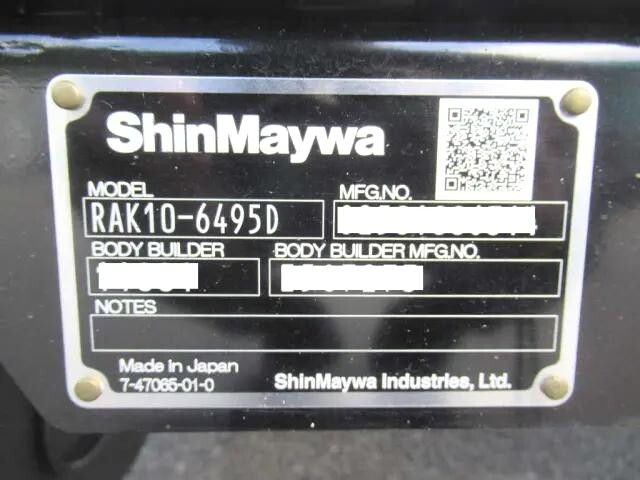 ShinMaywa
MODEL
MFG.NO.
RAK10-6495D
BODY BUILDER
BODY BUILDER MFG.NO.
NOTES
Made in Japan
7-47065-01-0
ShinMaywa Industries, Ltd.